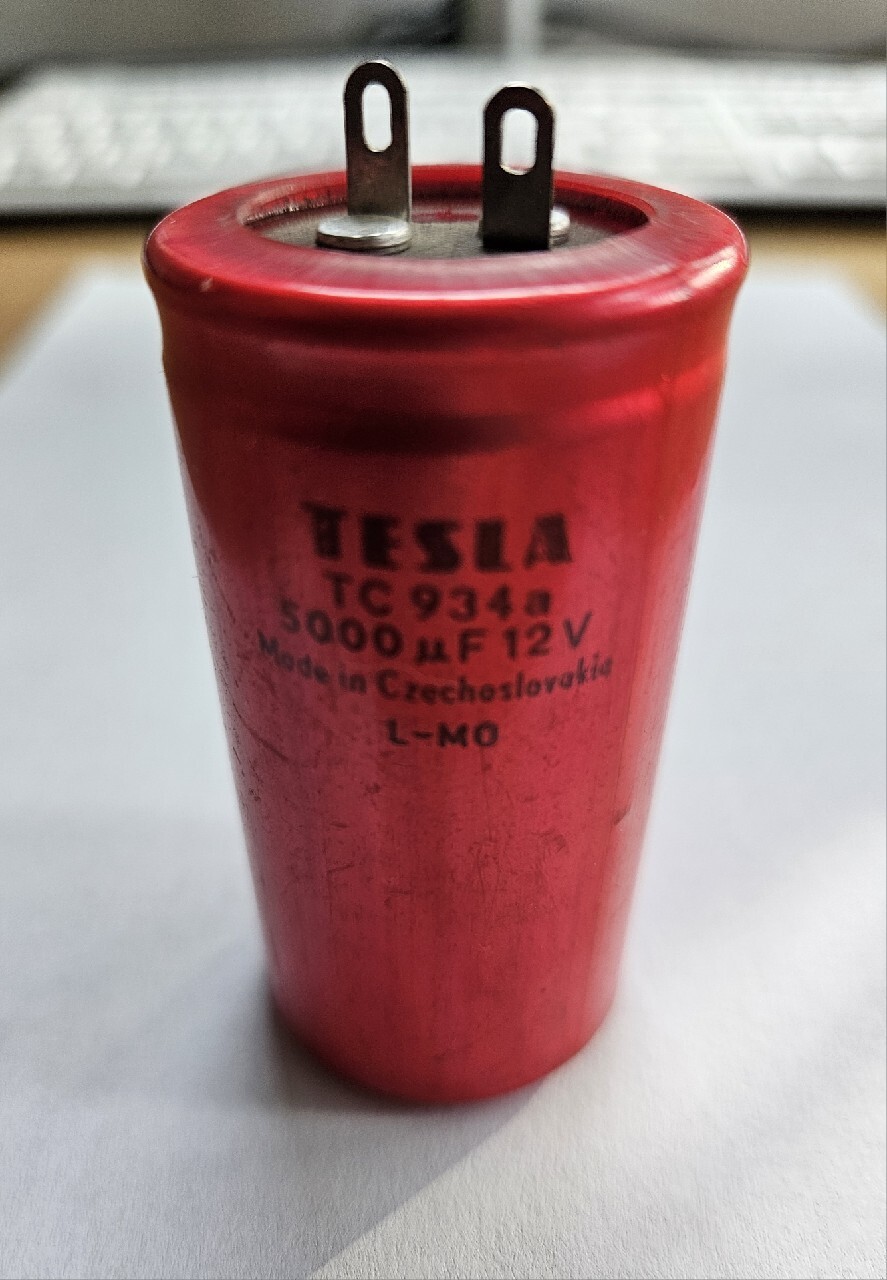 TESLA
TC 934a
5000 µF 12 V
Made in Czechoslovakia
L-MO